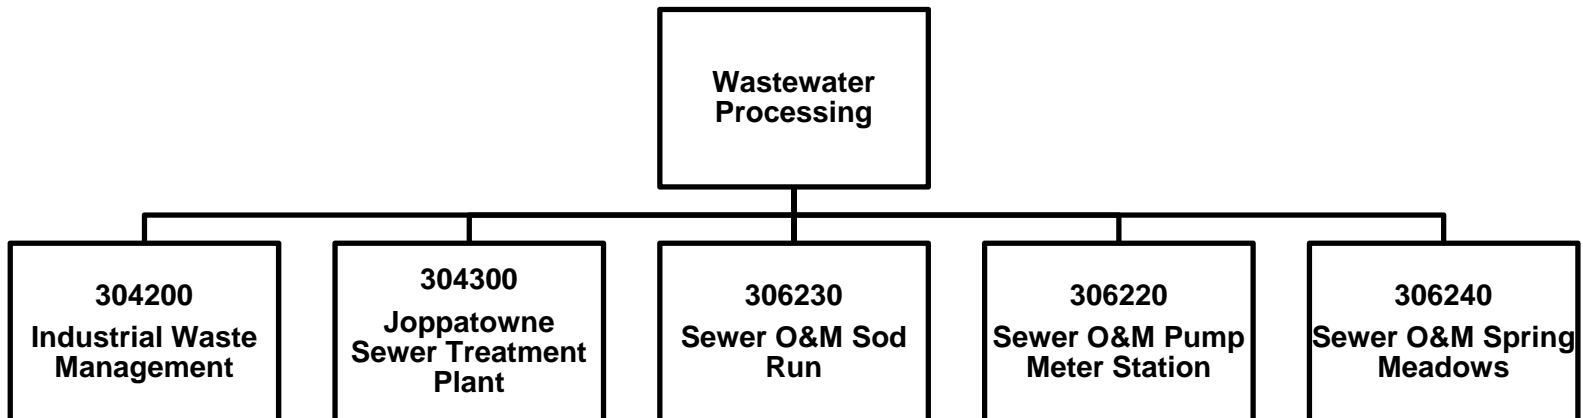 Wastewater
Processing
304200
Industrial Waste
Management
304300
Joppatowne
Sewer Treatment
Plant
306230
Sewer O&M Sod
Run
306220
Sewer O&M Pump
Meter Station
306240
Sewer O&M Spring
Meadows